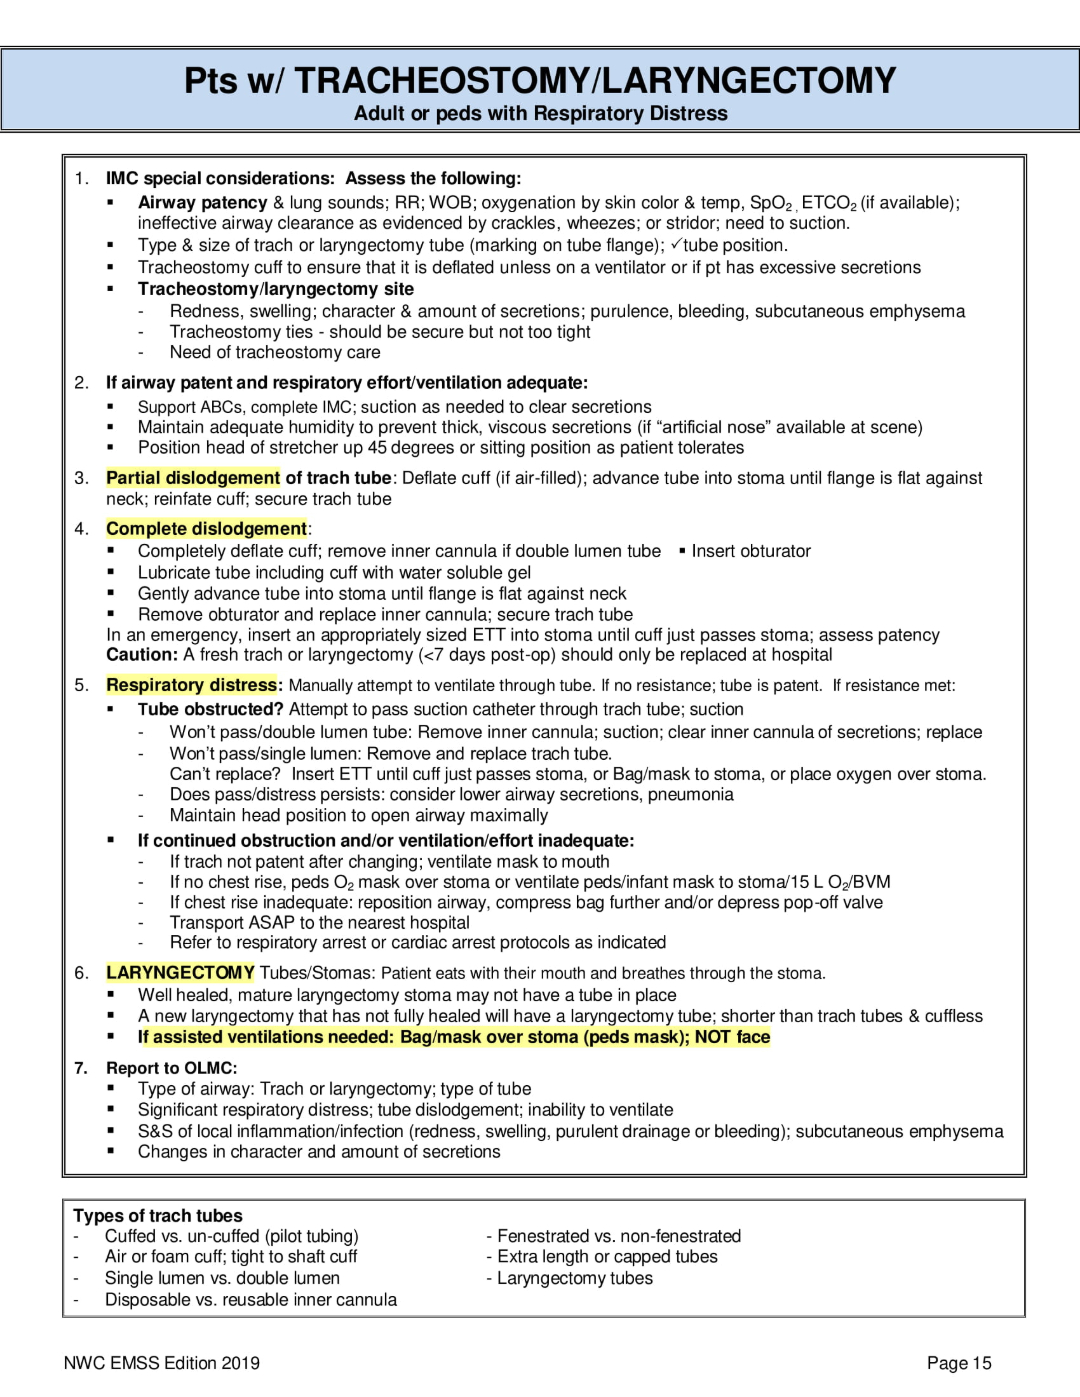 Pts w/ TRACHEOSTOMY/LARYNGECTOMY
Adult or peds with Respiratory Distress
1. IMC special considerations: Assess the following:
▪ Airway patency & lung sounds; RR; WOB; oxygenation by skin color & temp, SpO2 , ETCO2 (if available);
ineffective airway clearance as evidenced by crackles, wheezes; or stridor; need to suction.
▪ Type & size of trach or laryngectomy tube (marking on tube flange); ✓tube position.
▪ Tracheostomy cuff to ensure that it is deflated unless on a ventilator or if pt has excessive secretions
▪ Tracheostomy/laryngectomy site
- Redness, swelling; character & amount of secretions; purulence, bleeding, subcutaneous emphysema
- Tracheostomy ties - should be secure but not too tight
- Need of tracheostomy care
2. If airway patent and respiratory effort/ventilation adequate:
▪ Support ABCs, complete IMC; suction as needed to clear secretions
▪ Maintain adequate humidity to prevent thick, viscous secretions (if “artificial nose” available at scene)
▪ Position head of stretcher up 45 degrees or sitting position as patient tolerates
3. Partial dislodgement of trach tube: Deflate cuff (if air-filled); advance tube into stoma until flange is flat against
neck; reinfate cuff; secure trach tube
4. Complete dislodgement:
▪ Completely deflate cuff; remove inner cannula if double lumen tube ▪ Insert obturator
▪ Lubricate tube including cuff with water soluble gel
▪ Gently advance tube into stoma until flange is flat against neck
▪ Remove obturator and replace inner cannula; secure trach tube
In an emergency, insert an appropriately sized ETT into stoma until cuff just passes stoma; assess patency
Caution: A fresh trach or laryngectomy (<7 days post-op) should only be replaced at hospital
5. Respiratory distress: Manually attempt to ventilate through tube. If no resistance; tube is patent. If resistance met:
▪ Tube obstructed? Attempt to pass suction catheter through trach tube; suction
- Won’t pass/double lumen tube: Remove inner cannula; suction; clear inner cannula of secretions; replace
- Won’t pass/single lumen: Remove and replace trach tube.
Can’t replace? Insert ETT until cuff just passes stoma, or Bag/mask to stoma, or place oxygen over stoma.
- Does pass/distress persists: consider lower airway secretions, pneumonia
- Maintain head position to open airway maximally
▪ If continued obstruction and/or ventilation/effort inadequate:
- If trach not patent after changing; ventilate mask to mouth
- If no chest rise, peds O2 mask over stoma or ventilate peds/infant mask to stoma/15 L O2/BVM
- If chest rise inadequate: reposition airway, compress bag further and/or depress pop-off valve
- Transport ASAP to the nearest hospital
- Refer to respiratory arrest or cardiac arrest protocols as indicated
6. LARYNGECTOMY Tubes/Stomas: Patient eats with their mouth and breathes through the stoma.
▪ Well healed, mature laryngectomy stoma may not have a tube in place
▪ A new laryngectomy that has not fully healed will have a laryngectomy tube; shorter than trach tubes & cuffless
▪ If assisted ventilations needed: Bag/mask over stoma (peds mask); NOT face
7. Report to OLMC:
▪ Type of airway: Trach or laryngectomy; type of tube
▪ Significant respiratory distress; tube dislodgement; inability to ventilate
▪ S&S of local inflammation/infection (redness, swelling, purulent drainage or bleeding); subcutaneous emphysema
▪ Changes in character and amount of secretions
Types of trach tubes
- Cuffed vs. un-cuffed (pilot tubing) - Fenestrated vs. non-fenestrated
- Air or foam cuff; tight to shaft cuff - Extra length or capped tubes
- Single lumen vs. double lumen - Laryngectomy tubes
- Disposable vs. reusable inner cannula
NWC EMSS Edition 2019 Page 15